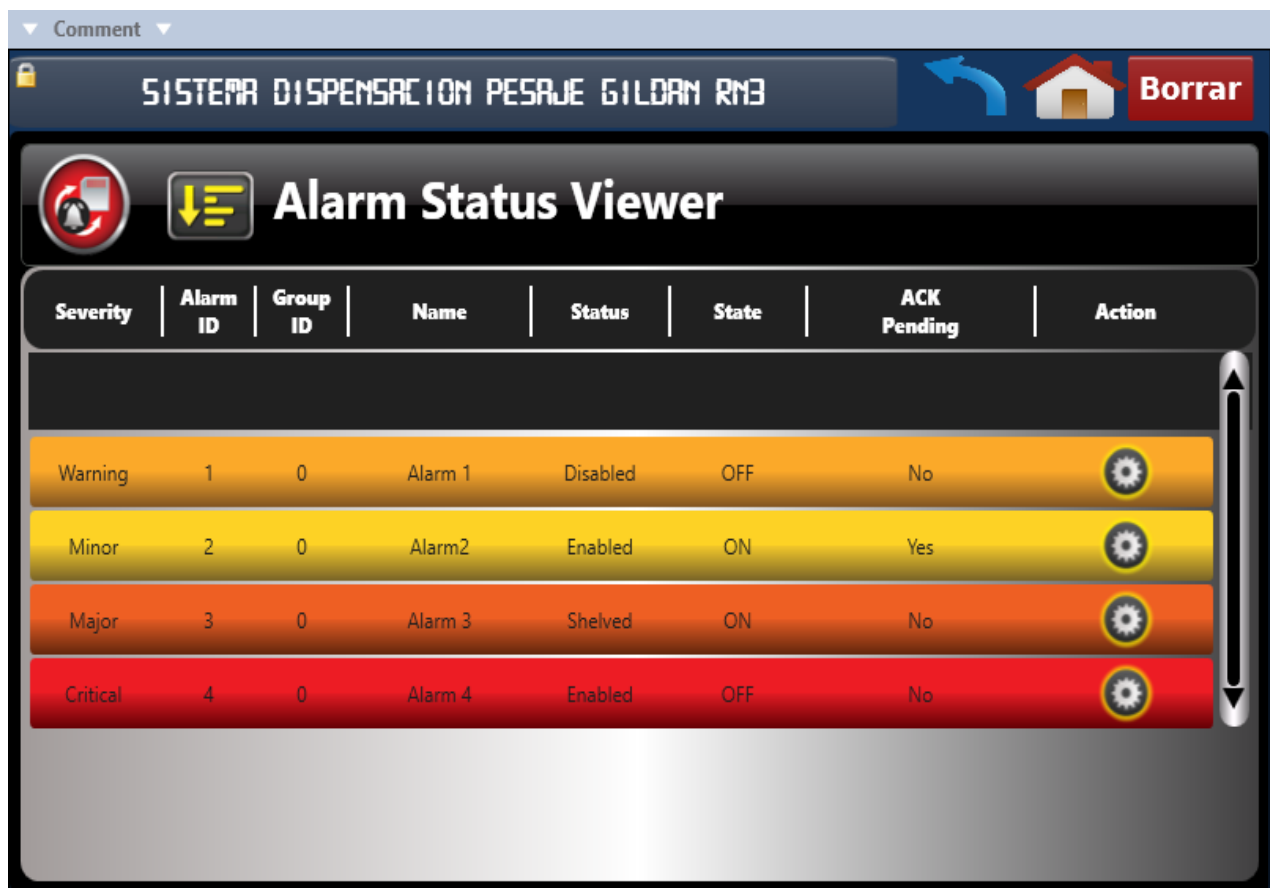 Comment
SISTEMA DISPENSACION PESAJE GILDAN RN3
Borrar
Alarm Status Viewer
Severity Alarm ID Group ID Name Status State ACK Pending Action
Warning 1 0 Alarm 1 Disabled OFF No
Minor 2 0 Alarm2 Enabled ON Yes
Major 3 0 Alarm 3 Shelved ON No
Critical 4 0 Alarm 4 Enabled OFF No